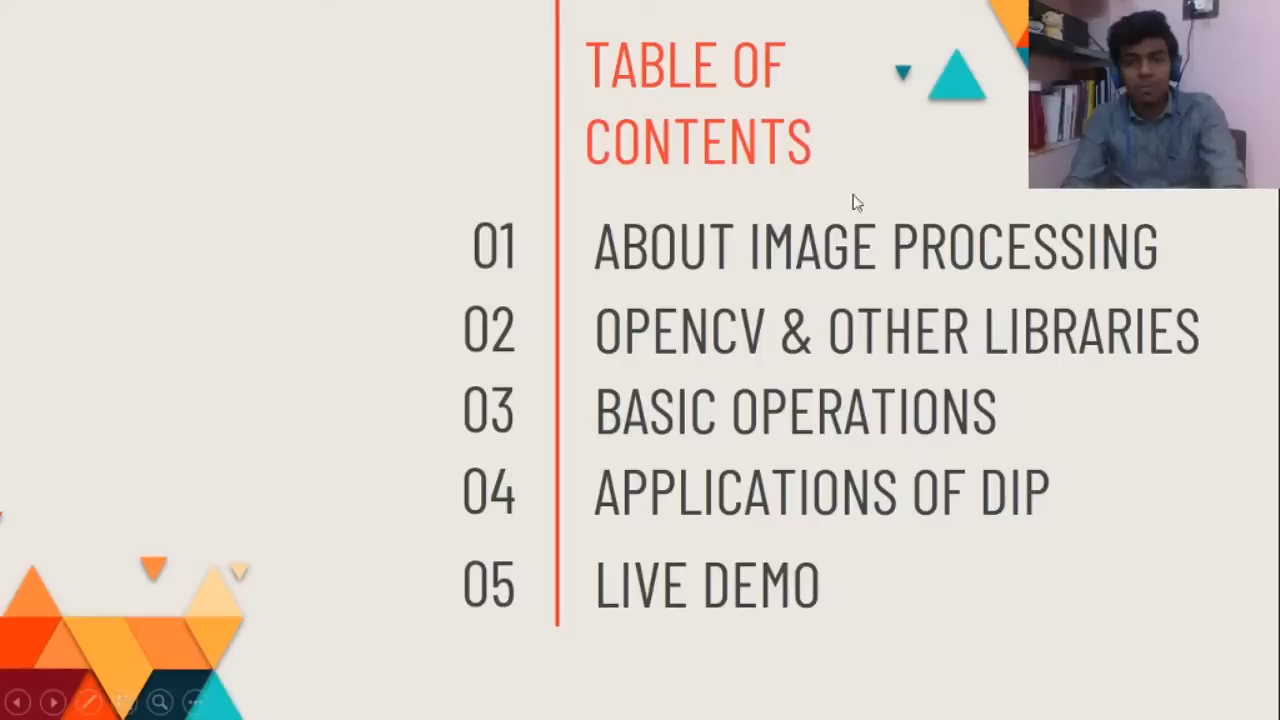 TABLE OF
CONTENTS
01 ABOUT IMAGE PROCESSING
02 OPENCV & OTHER LIBRARIES
03 BASIC OPERATIONS
04 APPLICATIONS OF DIP
05 LIVE DEMO